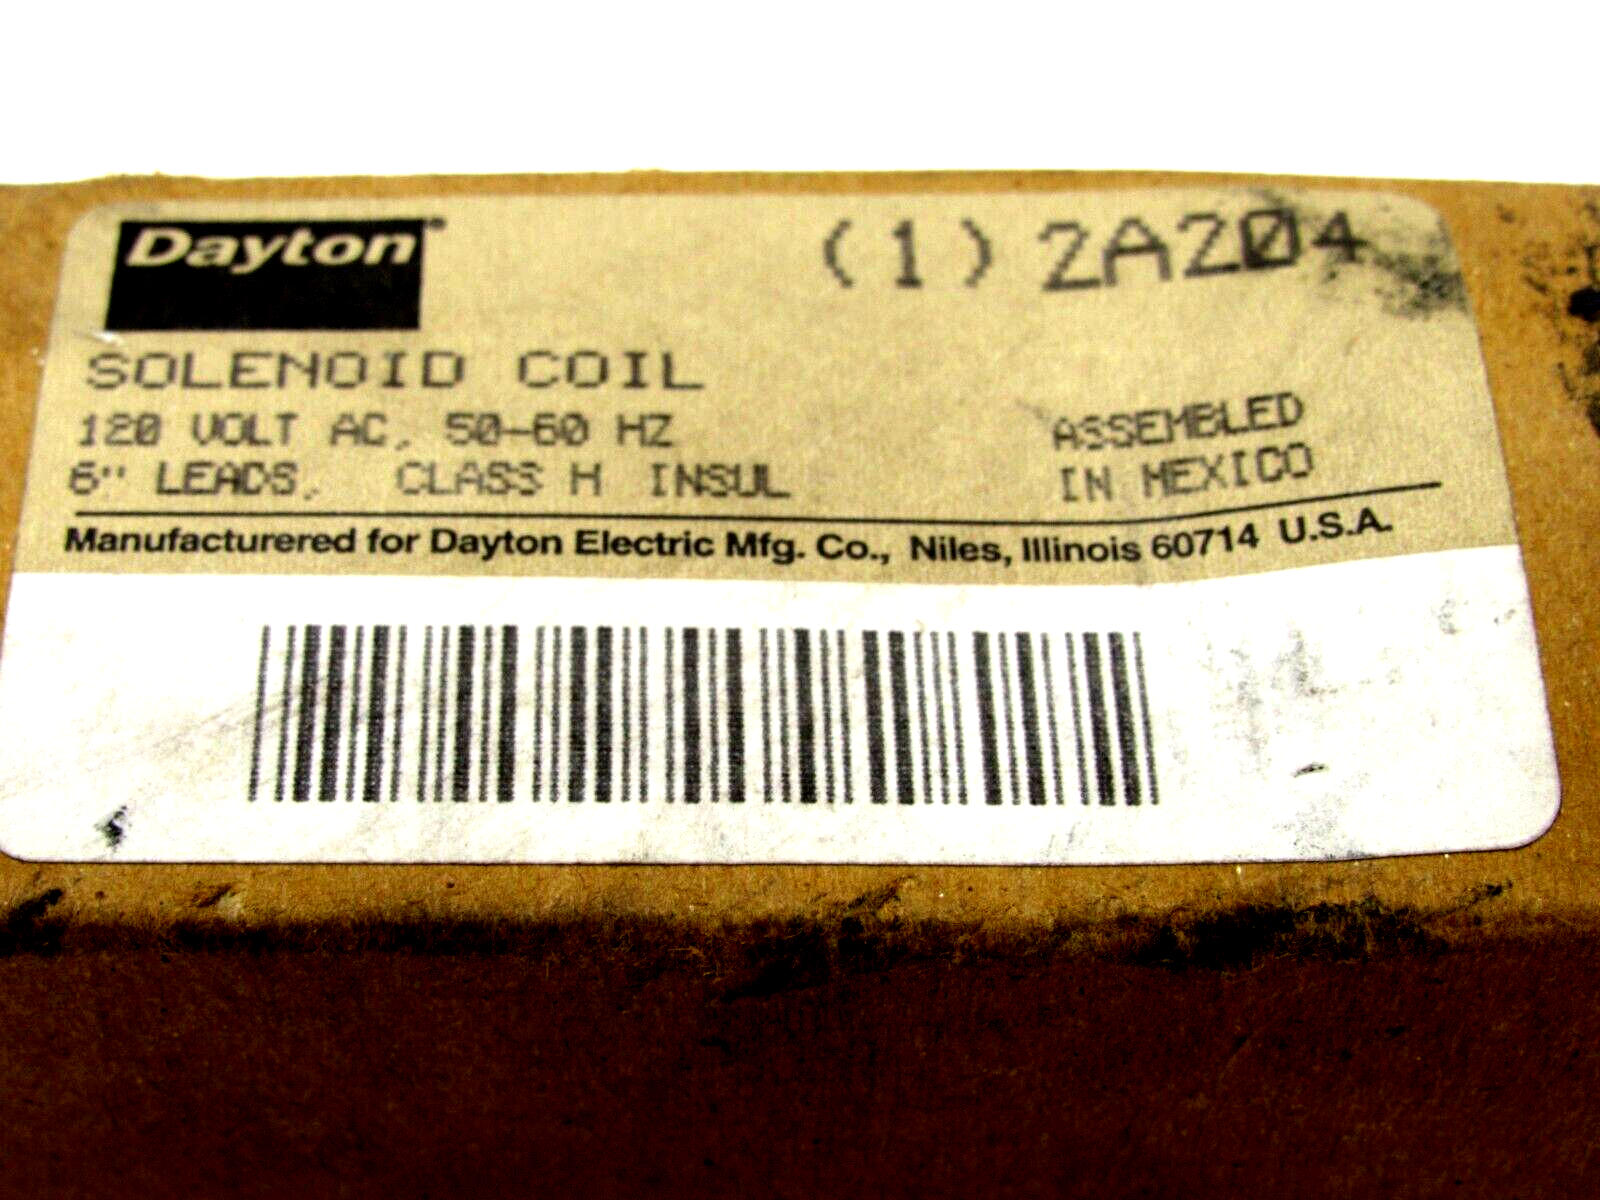 Dayton®
(1) 2A204
SOLENOID COIL
120 VOLT AC, 50-60 HZ
6" LEADS, CLASS H INSUL
ASSEMBLED
IN MEXICO
Manufacturered for Dayton Electric Mfg. Co., Niles, Illinois 60714 U.S.A.